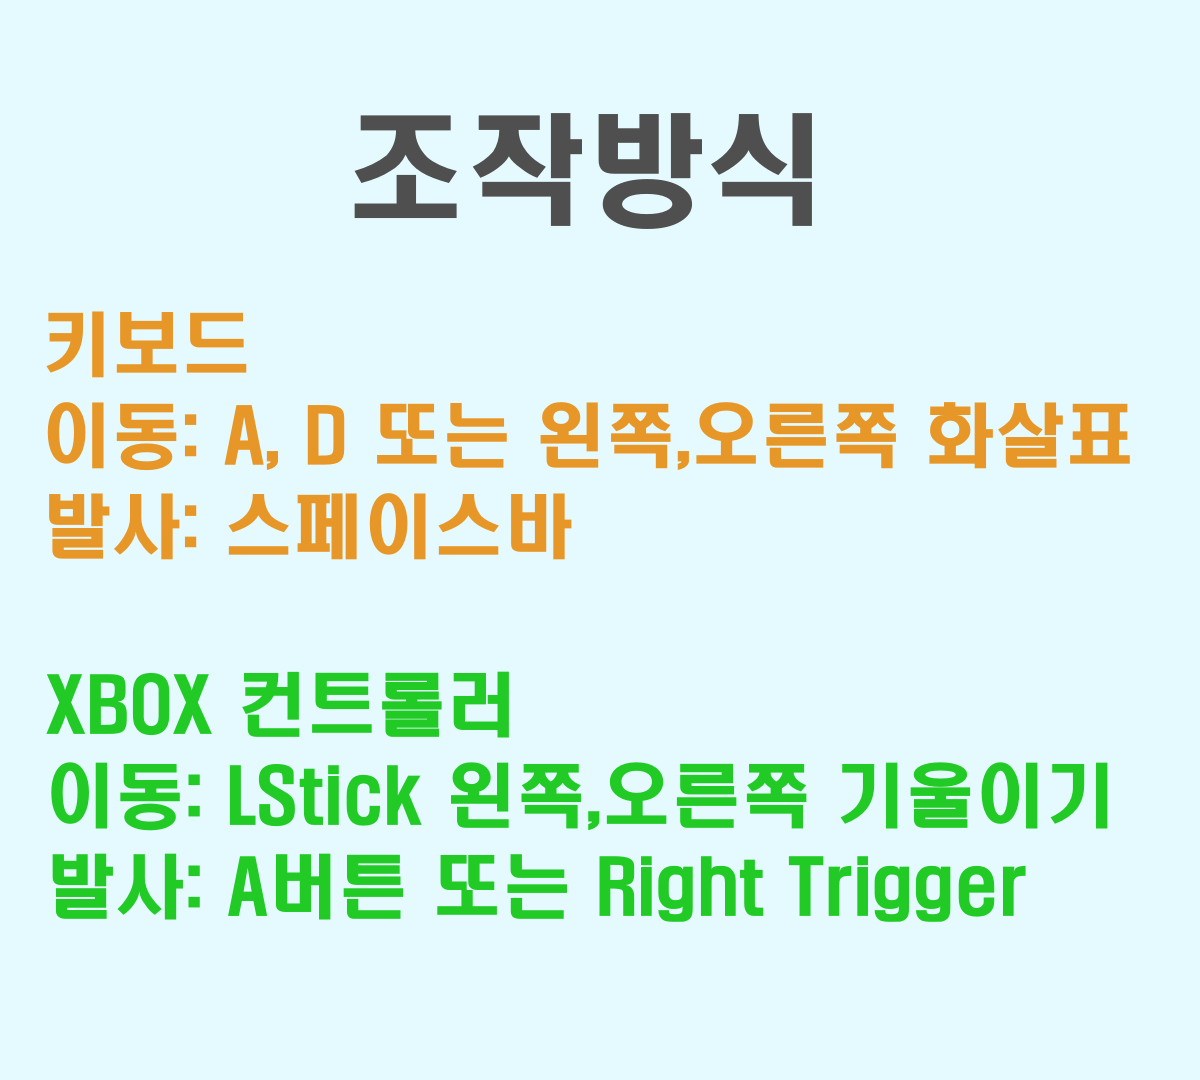 조작방식
키보드
이동: A, D 또는 왼쪽,오른쪽 화살표
발사: 스페이스바
XBOX 컨트롤러
이동: LStick 왼쪽,오른쪽 기울이기
발사: A버튼 또는 Right Trigger